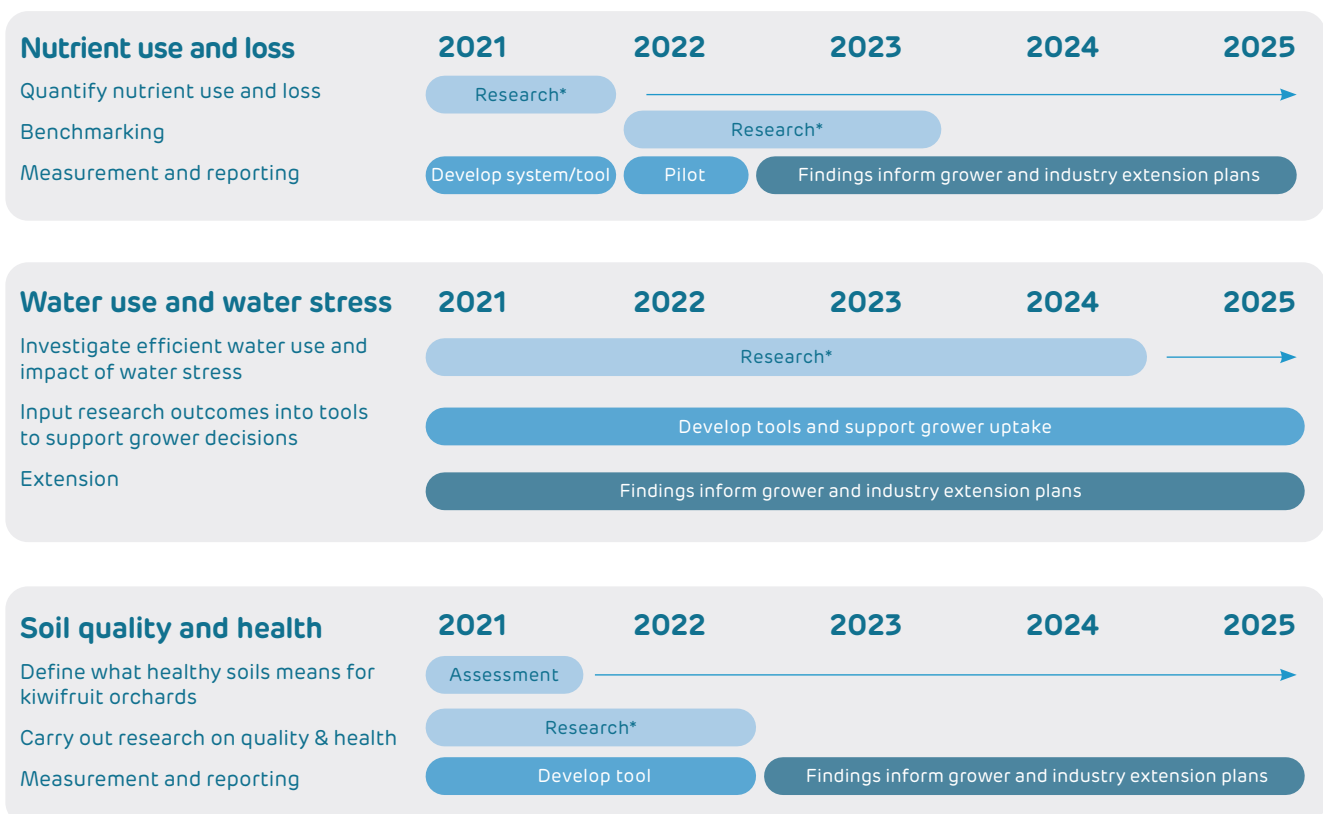 Nutrient use and loss 2021 2022 2023 2024 2025
Quantify nutrient use and loss Research*
Benchmarking Research*
Measurement and reporting Develop system/tool Pilot Findings inform grower and industry extension plans
Water use and water stress 2021 2022 2023 2024 2025
Investigate efficient water use and
impact of water stress
Research*
Input research outcomes into tools
to support grower decisions
Develop tools and support grower uptake
Extension Findings inform grower and industry extension plans
Soil quality and health 2021 2022 2023 2024 2025
Define what healthy soils means for
kiwifruit orchards
Assessment
Carry out research on quality & health Research*
Measurement and reporting Develop tool Findings inform grower and industry extension plans